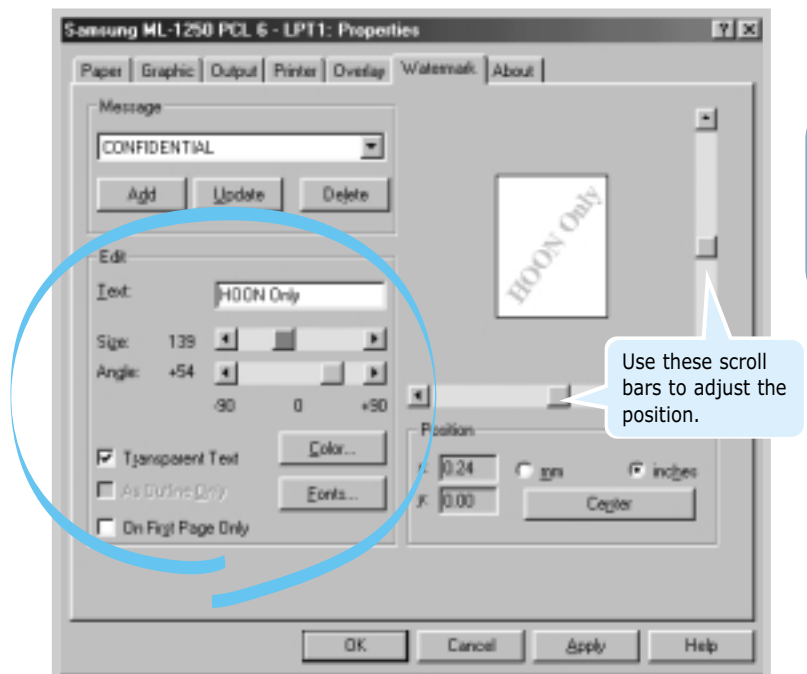 Samsung ML-1250 PCL 6 - LPT1: Properties
Paper Graphic Output Printer Overlay Watermark About
Message
CONFIDENTIAL
Add Update Delete
HOON Only
Edit
Text: HOON Only
Size: 139
Angle: +54
-90 0 +90
Use these scroll
bars to adjust the
position.
Transparent Text
Color...
As Outline Only
Fonts...
On First Page Only
Position
x: 0.24 mm inches
y: 0.00 Center
OK Cancel Apply Help